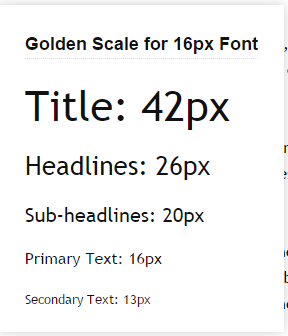 Golden Scale for 16px Font
Title: 42px
Headlines: 26px
Sub-headlines: 20px
Primary Text: 16px
Secondary Text: 13px